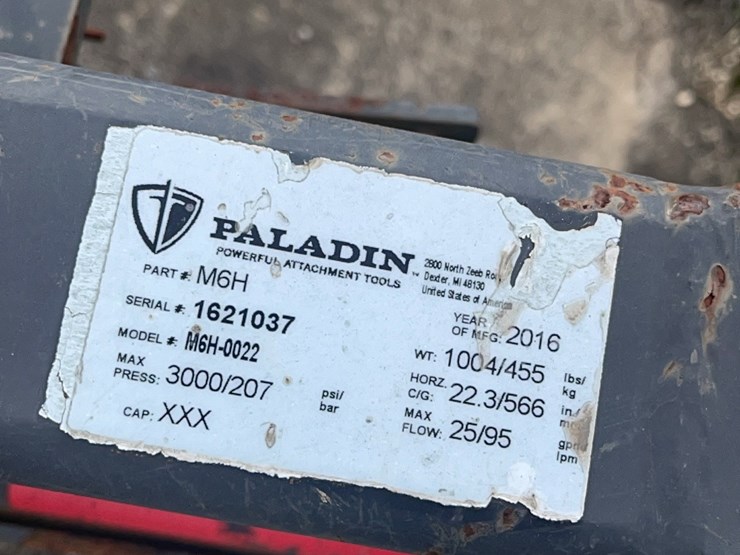 PALADIN
POWERFUL ATTACHMENT TOOLS
2800 North Zeeb
Dexter, MI 48130
United States of America
PART #: M6H
SERIAL #: 1621037
MODEL #: M6H-0022
MAX
PRESS: 3000/207 psi/
bar
CAP: XXX
YEAR
OF MFG: 2016
WT: 1004/455 lbs/
kg
HORZ.
C/G: 22.3/566 in./
MAX
FLOW: 25/95
lpm